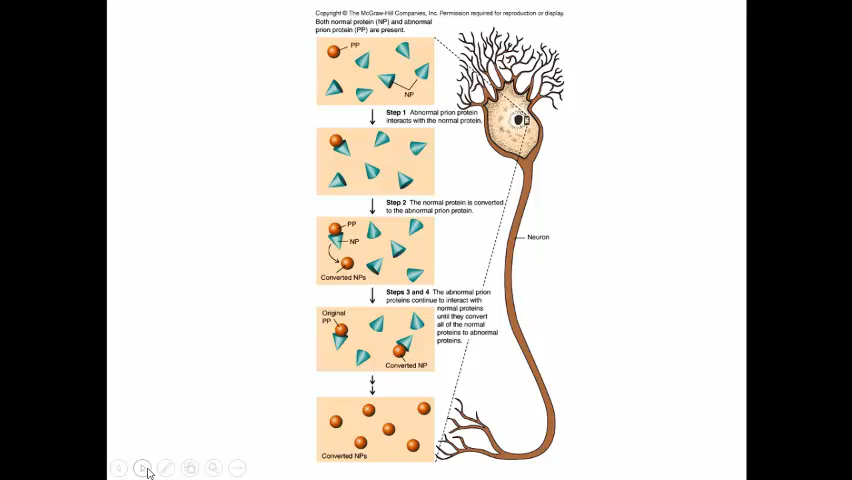 Copyright © The McGraw-Hill Companies, Inc. Permission required for reproduction or display.
Both normal protein (NP) and abnormal
prion protein (PP) are present.
PP
NP
Step 1 Abnormal prion protein
interacts with the normal protein.
Step 2 The normal protein is converted
to the abnormal prion protein.
PP
NP
Converted NPs
Neuron
Steps 3 and 4 The abnormal prion
proteins continue to interact with
normal proteins
until they convert
all of the normal
proteins to abnormal
proteins.
Original
PP
Converted NP
Converted NPs